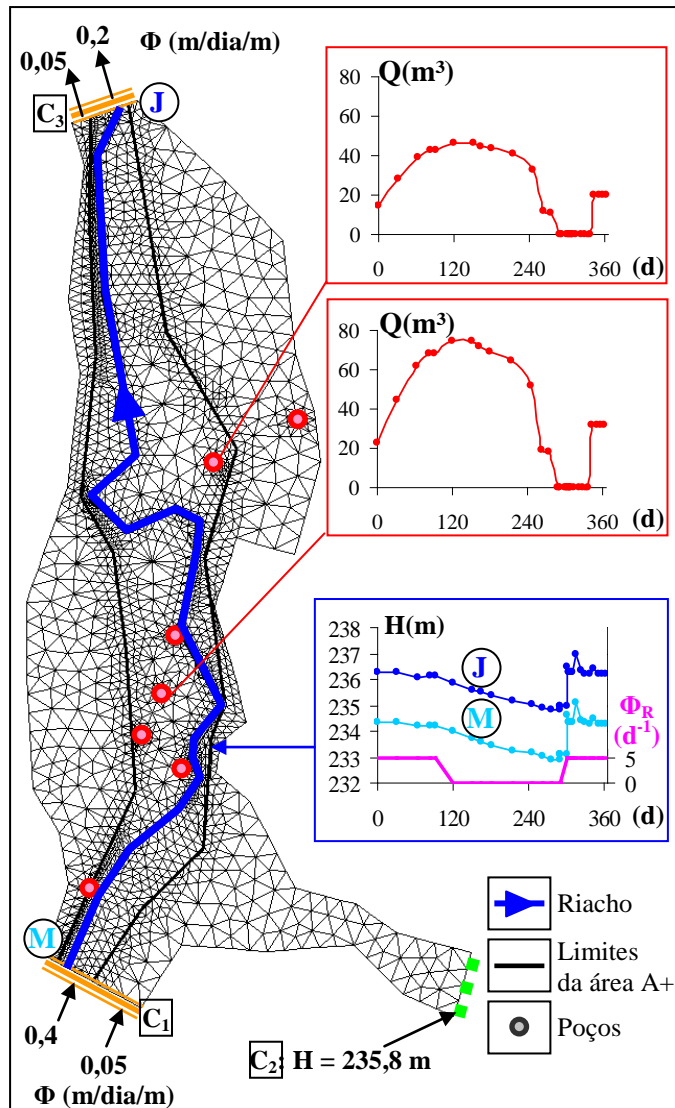 0,2
0,05
Φ (m/dia/m)
C3
J
Q(m³)
80
60
40
20
0
0 120 240 360
(d)
Q(m³)
80
60
40
20
0
0 120 240 360
(d)
H(m)
238
237
236
235
234
233
232
J
M
ΦR
(d-1)
5
0
0 120 240 360
(d)
M
0,4
0,05
Φ (m/dia/m)
C1
C2: H = 235,8 m
Riacho
Limites
da área A+
Poços